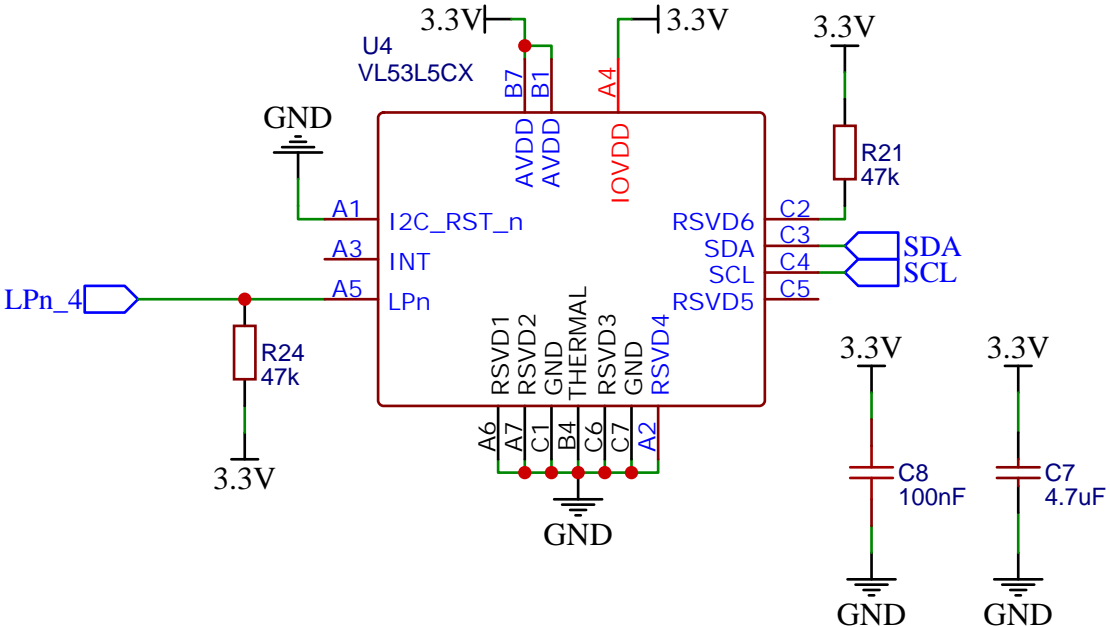 3.3V
3.3V
3.3V
U4
VL53L5CX
B7
B1
A4
GND
AVDD
AVDD
IOVDD
R21
47k
A1
I2C_RST_n
RSVD6
C2
A3
INT
SDA
C3
SDA
SCL
C4
SCL
LPn_4
A5
LPn
RSVD5
C5
R24
47k
RSVD1
RSVD2
GND
THERMAL
RSVD3
GND
RSVD4
A6
A7
C1
B4
C6
C7
A2
3.3V
GND
3.3V
3.3V
C8
100nF
C7
4.7uF
GND
GND